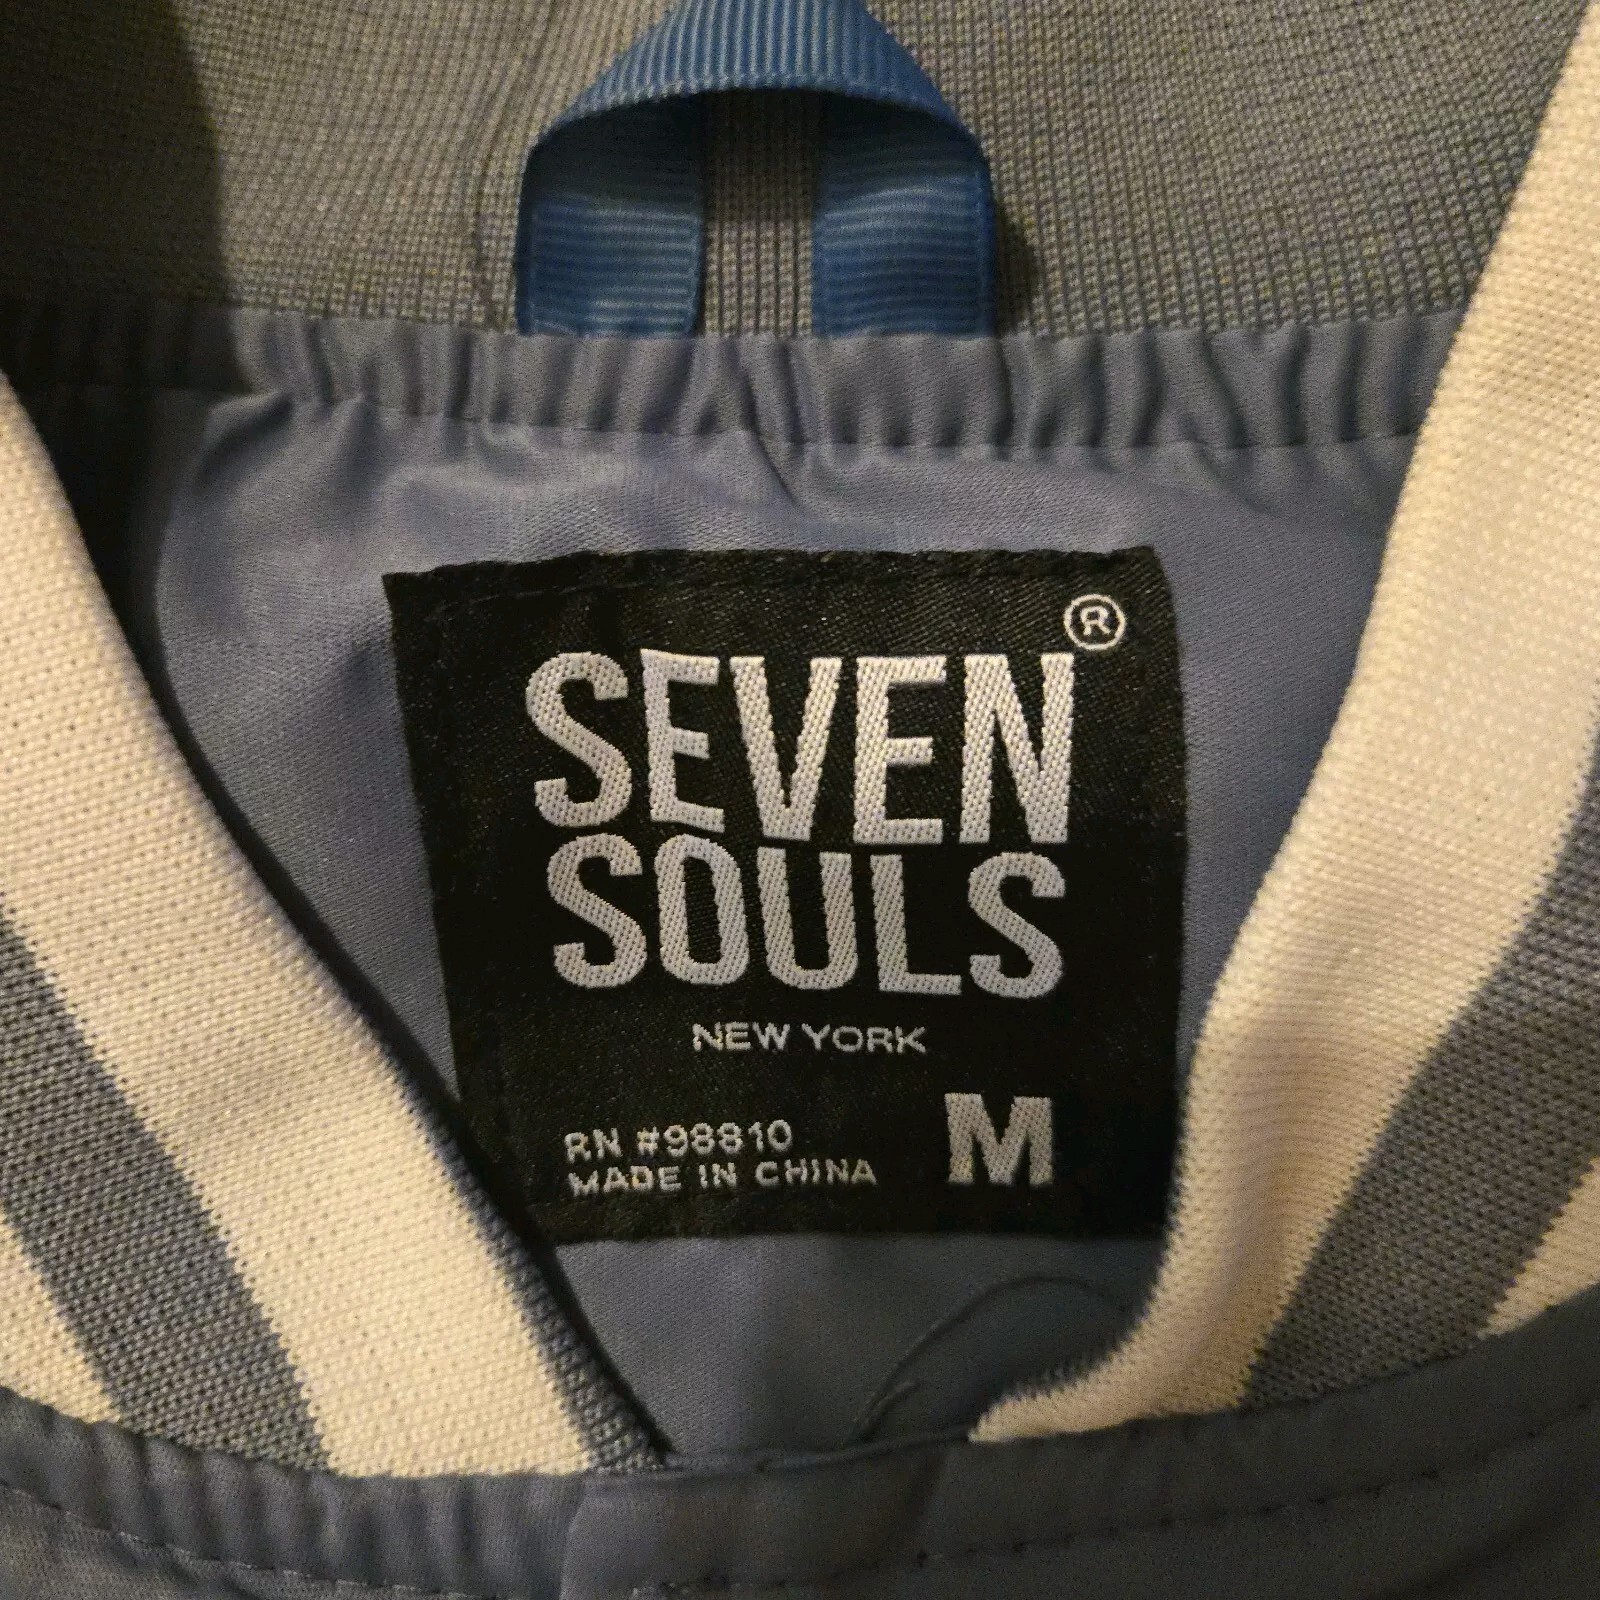 SEVEN ®
SOULS
NEW YORK
RN #98810
MADE IN CHINA
M